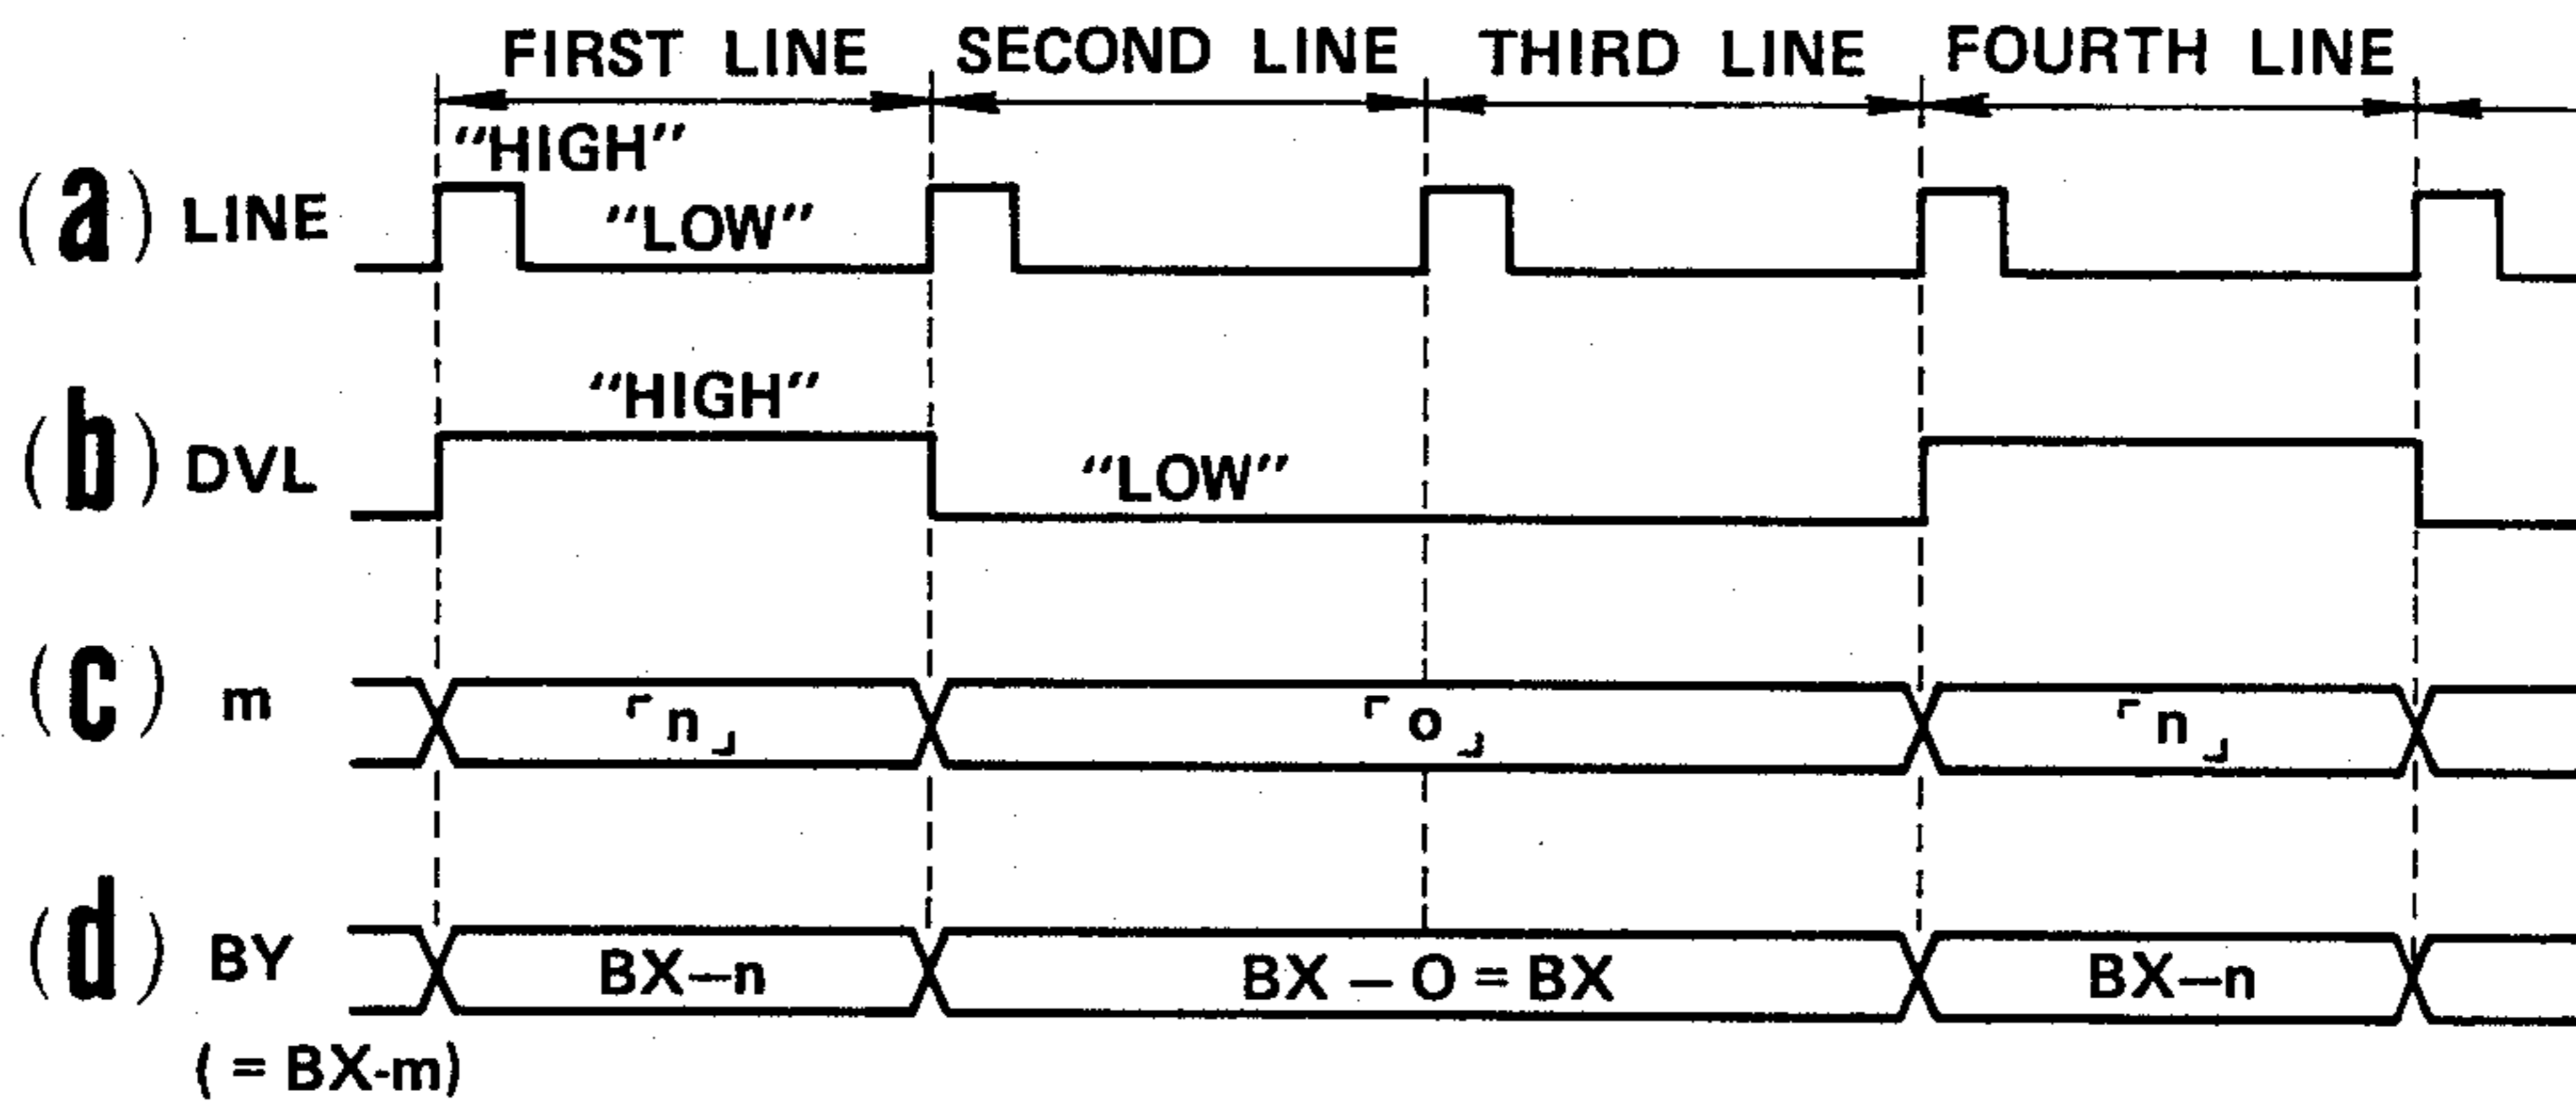 FIRST LINE SECOND LINE THIRD LINE FOURTH LINE
"HIGH"
(a) LINE "LOW"
"HIGH"
(b) DVL "LOW"
(c) m 「n」 「o」 「n」
(d) BY BX–n BX – O = BX BX–n
( = BX-m)